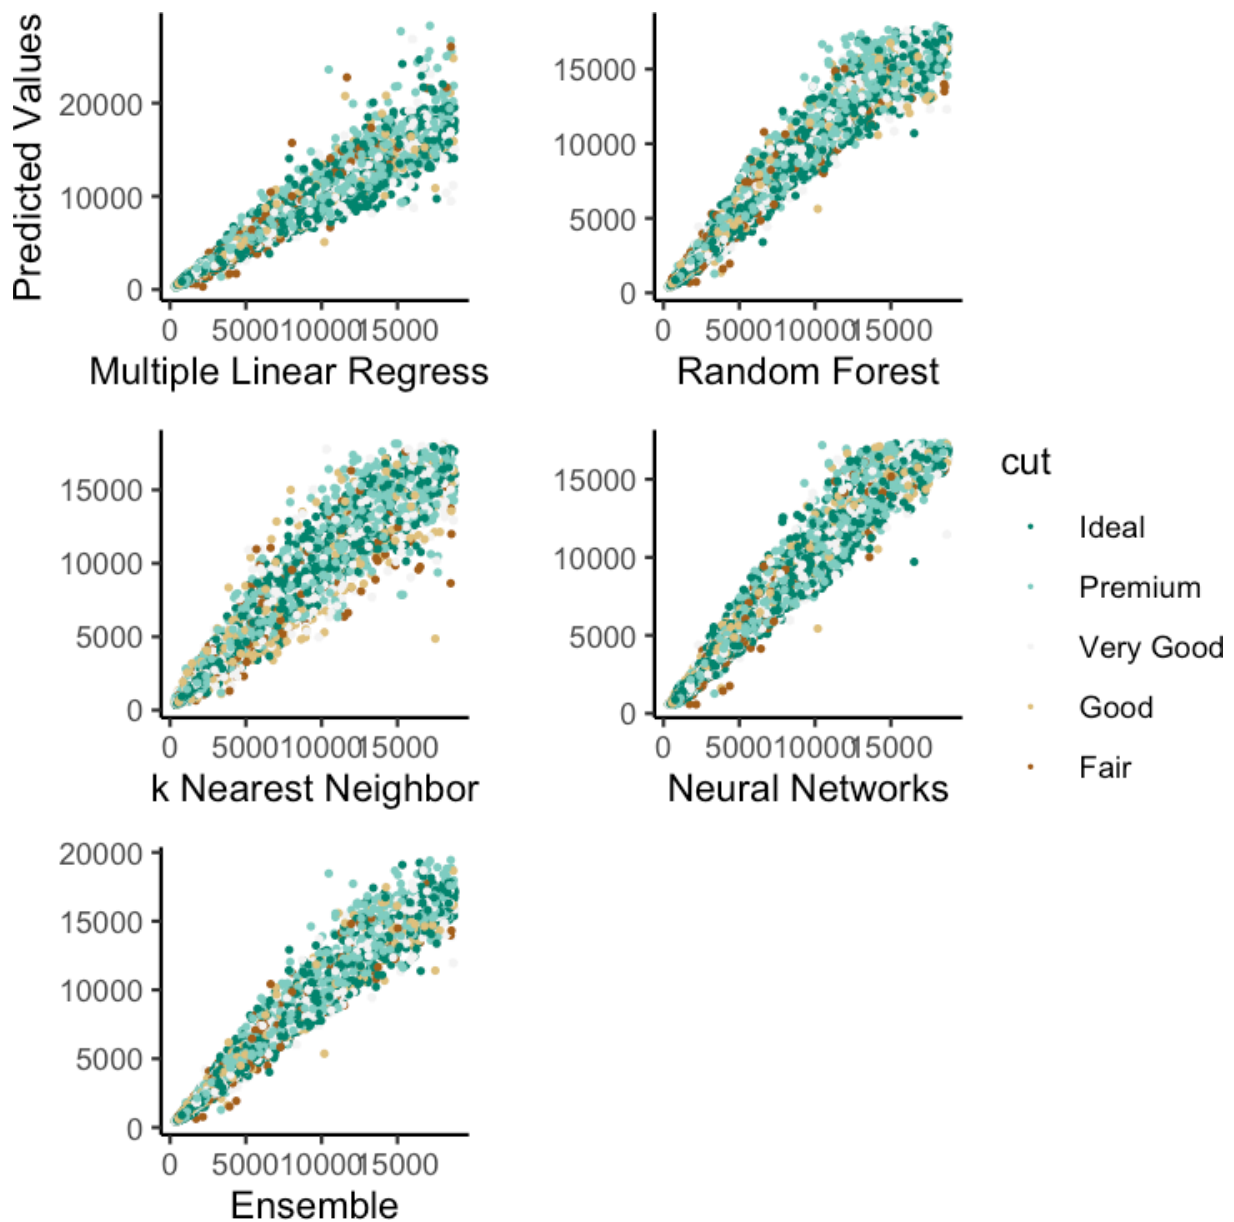 Predicted Values
20000
10000
0
0 5000 10000 15000
Multiple Linear Regress
15000
10000
5000
0
0 5000 10000 15000
Random Forest
15000
10000
5000
0
0 5000 10000 15000
k Nearest Neighbor
15000
10000
5000
0
0 5000 10000 15000
Neural Networks
cut
Ideal
Premium
Very Good
Good
Fair
20000
15000
10000
5000
0
0 5000 10000 15000
Ensemble